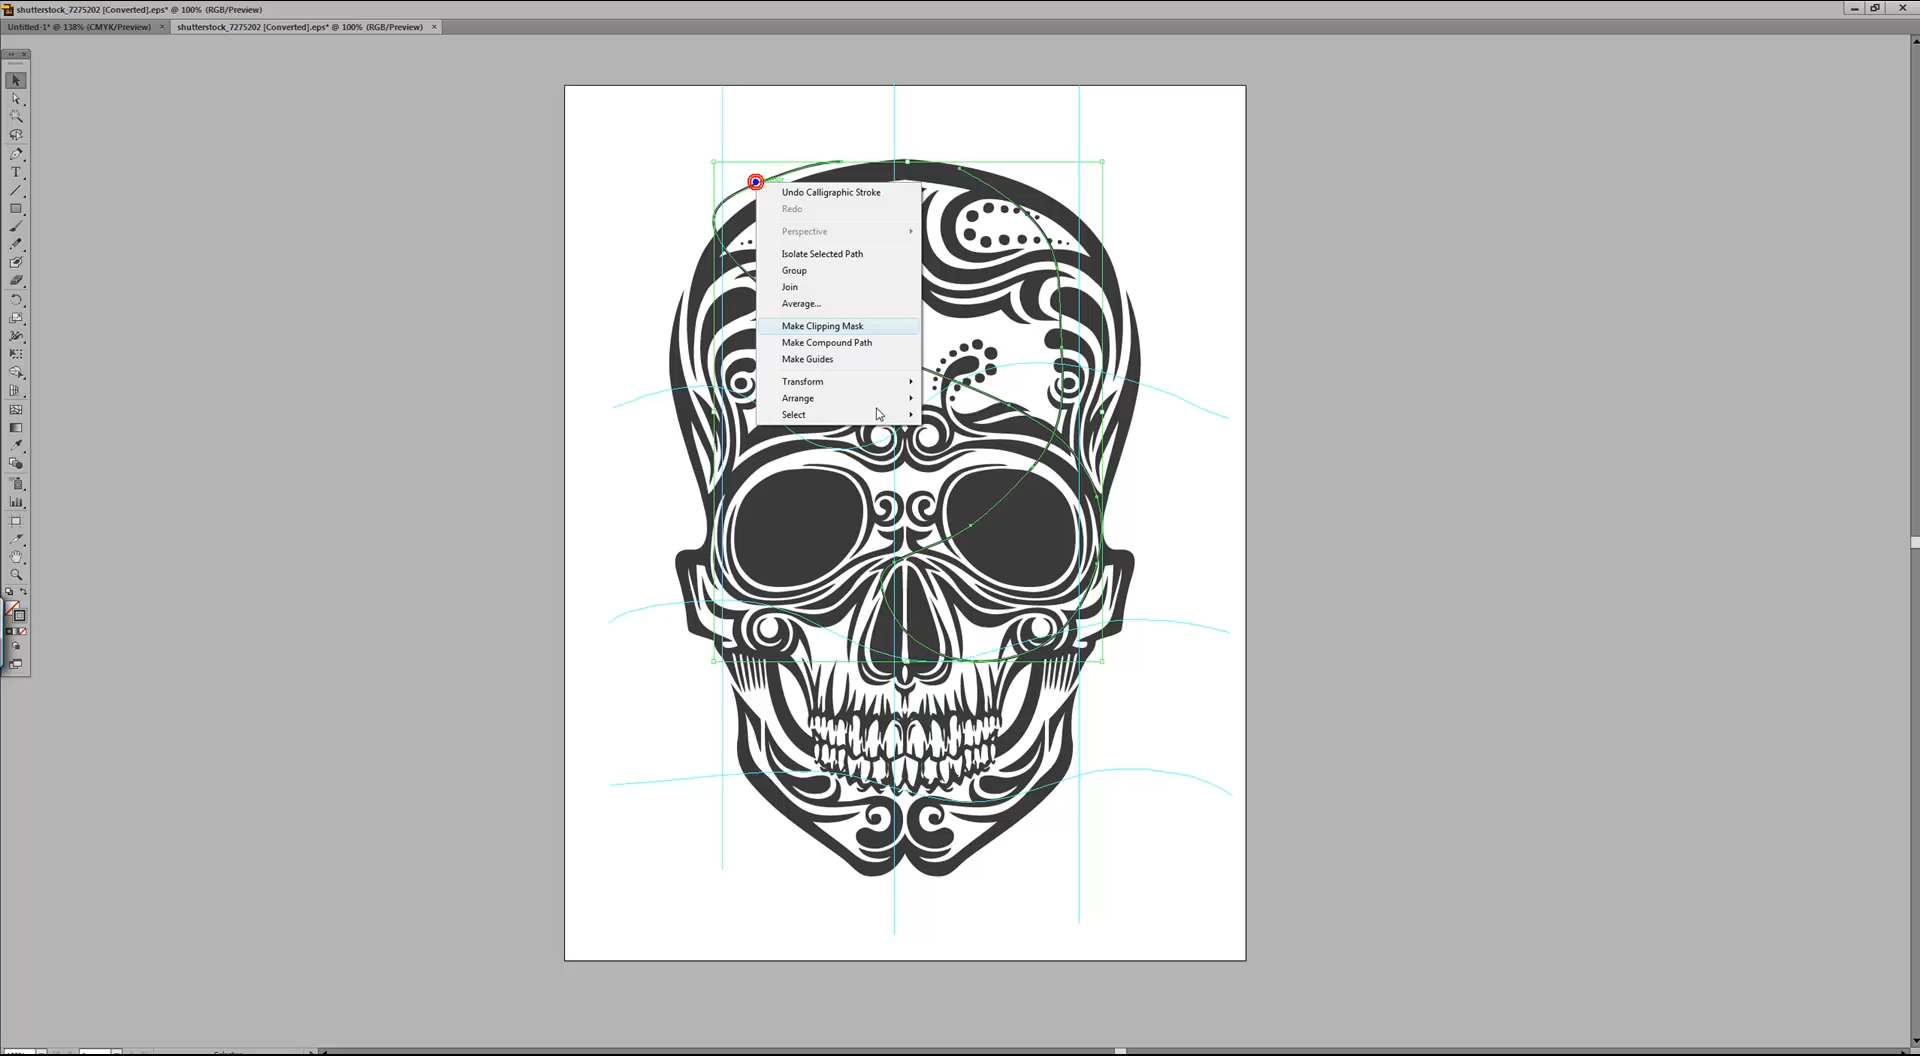 shutterstock_7275202 [Converted].eps* @ 100% (RGB/Preview)
Untitled-1* @ 138% (CMYK/Preview) × shutterstock_7275202 [Converted].eps* @ 100% (RGB/Preview) ×
Undo Calligraphic Stroke
Redo
Perspective
Isolate Selected Path
Group
Join
Average...
Make Clipping Mask
Make Compound Path
Make Guides
Transform
Arrange
Select